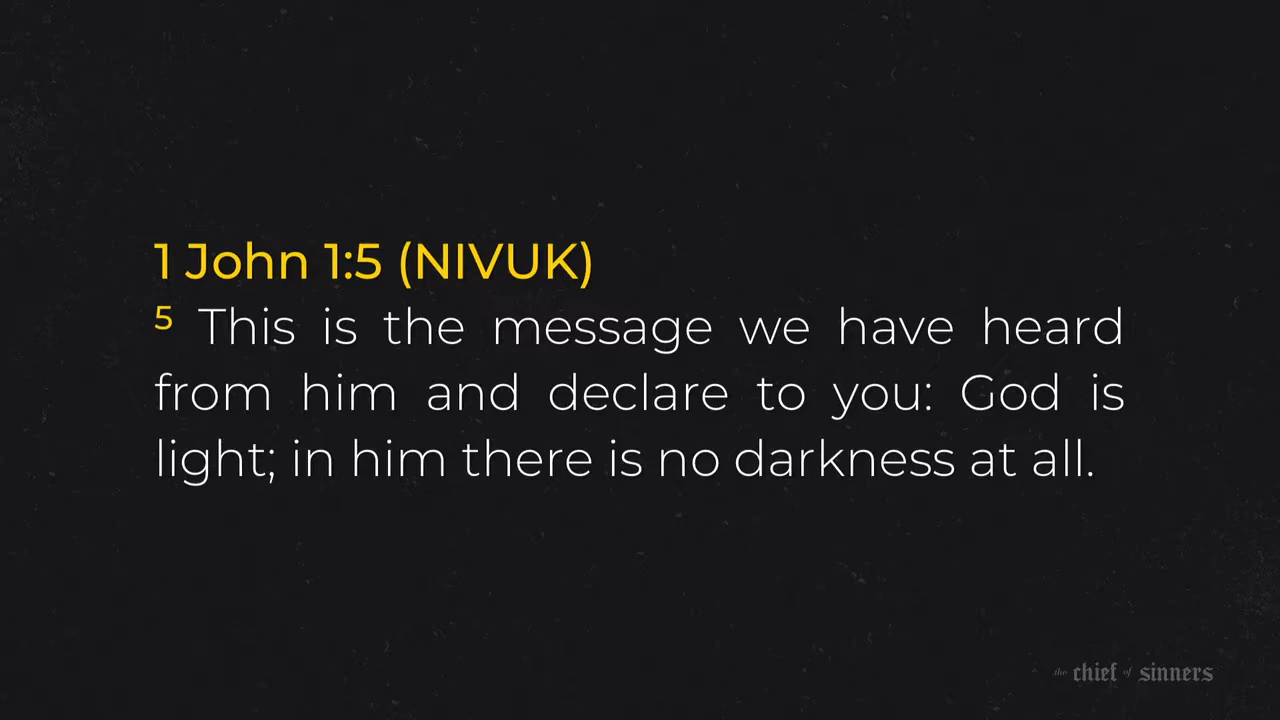 1 John 1:5 (NIVUK)
5 This is the message we have heard
from him and declare to you: God is
light; in him there is no darkness at all.
the chief of sinners